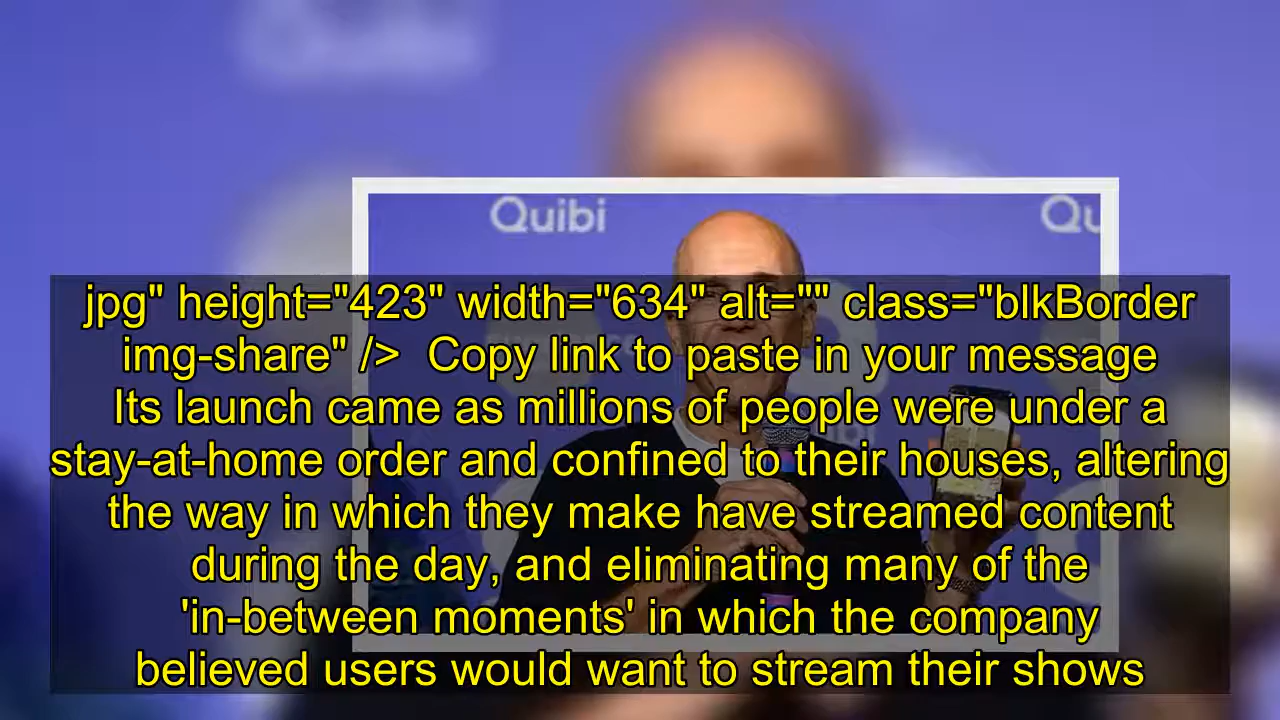 Quibi
Quibi
Qu
jpg" height="423" width="634" alt="" class="blkBorder
img-share" />  Copy link to paste in your message
Its launch came as millions of people were under a
stay-at-home order and confined to their houses, altering
the way in which they make have streamed content
during the day, and eliminating many of the
'in-between moments' in which the company
believed users would want to stream their shows